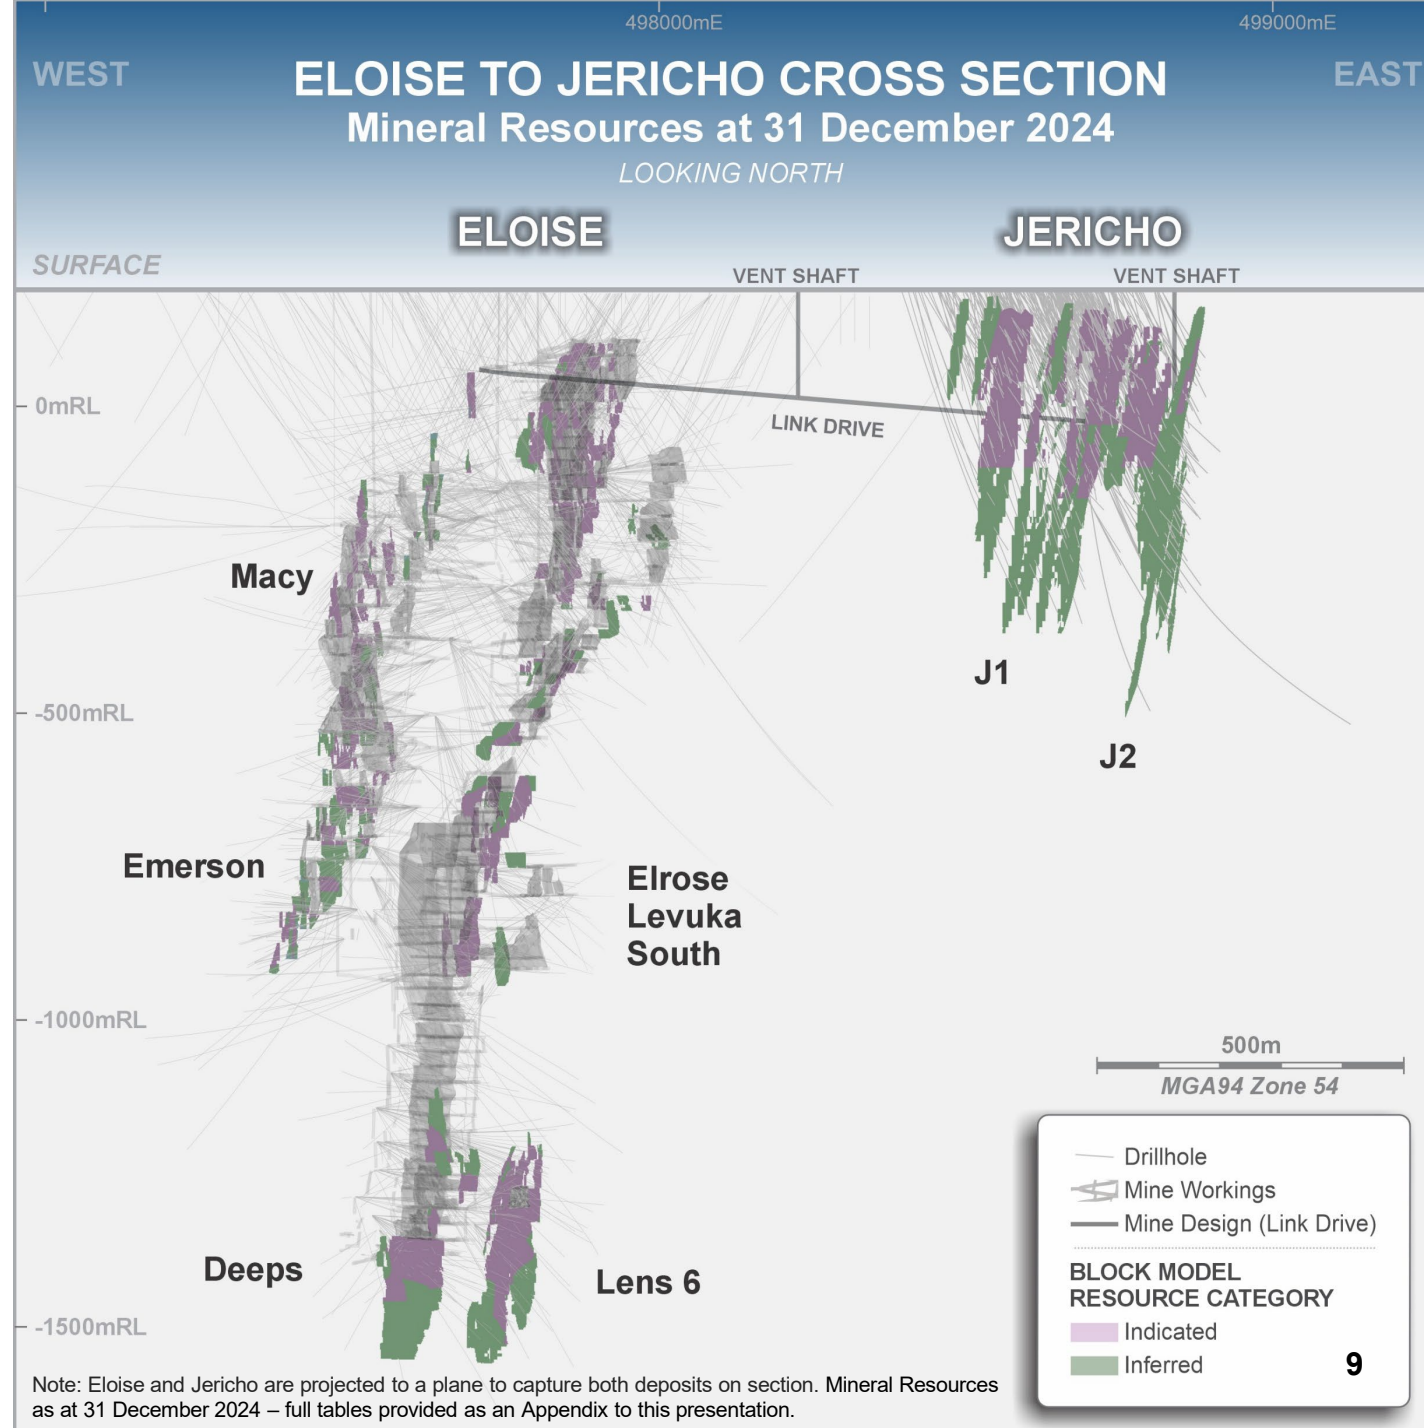 498000mE
499000mE
WEST
EAST
ELOISE TO JERICHO CROSS SECTION
Mineral Resources at 31 December 2024
LOOKING NORTH
ELOISE
JERICHO
SURFACE
VENT SHAFT
VENT SHAFT
0mRL
LINK DRIVE
Macy
J1
-500mRL
J2
Emerson
Elrose
Levuka
South
-1000mRL
500m
MGA94 Zone 54
Drillhole
Mine Workings
Mine Design (Link Drive)
BLOCK MODEL
RESOURCE CATEGORY
Indicated
Inferred
9
Deeps
Lens 6
-1500mRL
Note: Eloise and Jericho are projected to a plane to capture both deposits on section. Mineral Resources
as at 31 December 2024 – full tables provided as an Appendix to this presentation.